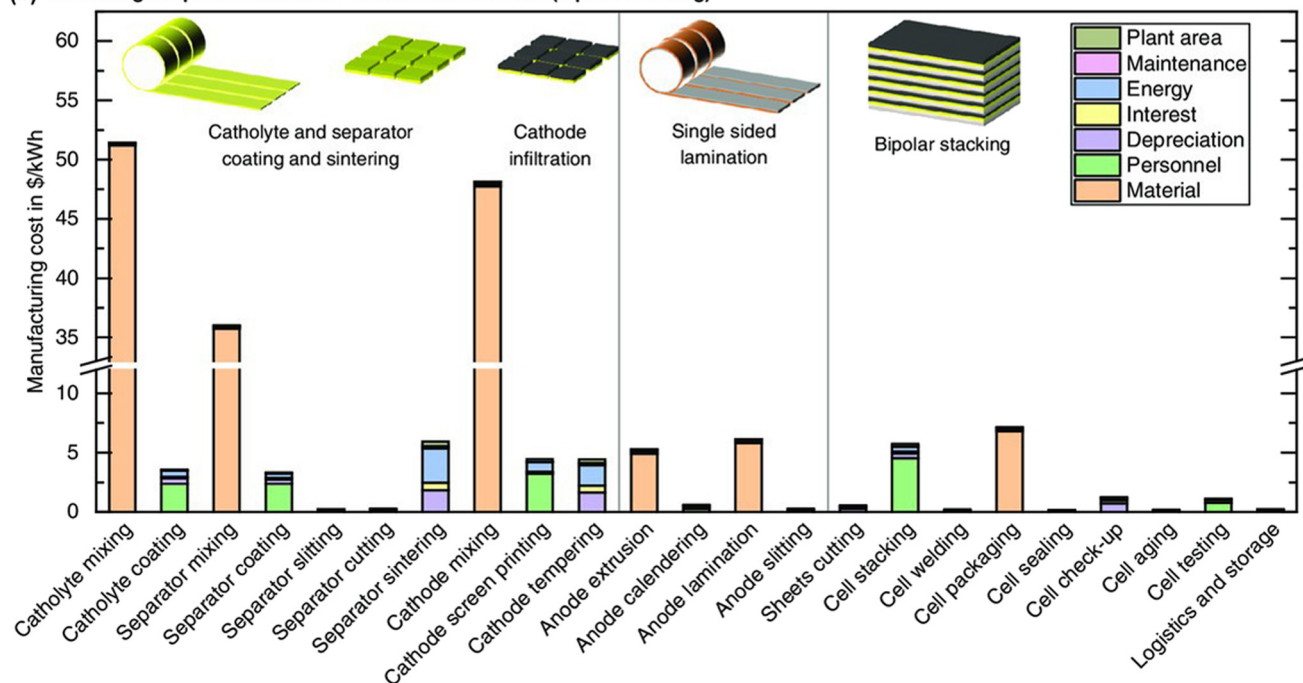 60
55
50
45
40
35
10
5
0
Manufacturing cost in $/kWh
Catholyte and separator
coating and sintering
Cathode
infiltration
Single sided
lamination
Bipolar stacking
Plant area
Maintenance
Energy
Interest
Depreciation
Personnel
Material
Catholyte mixing
Catholyte coating
Separator mixing
Separator coating
Separator slitting
Separator cutting
Separator sintering
Cathode mixing
Cathode screen printing
Cathode tempering
Anode extrusion
Anode calendering
Anode lamination
Anode slitting
Sheets cutting
Cell stacking
Cell welding
Cell packaging
Cell sealing
Cell check-up
Cell aging
Cell testing
Logistics and storage